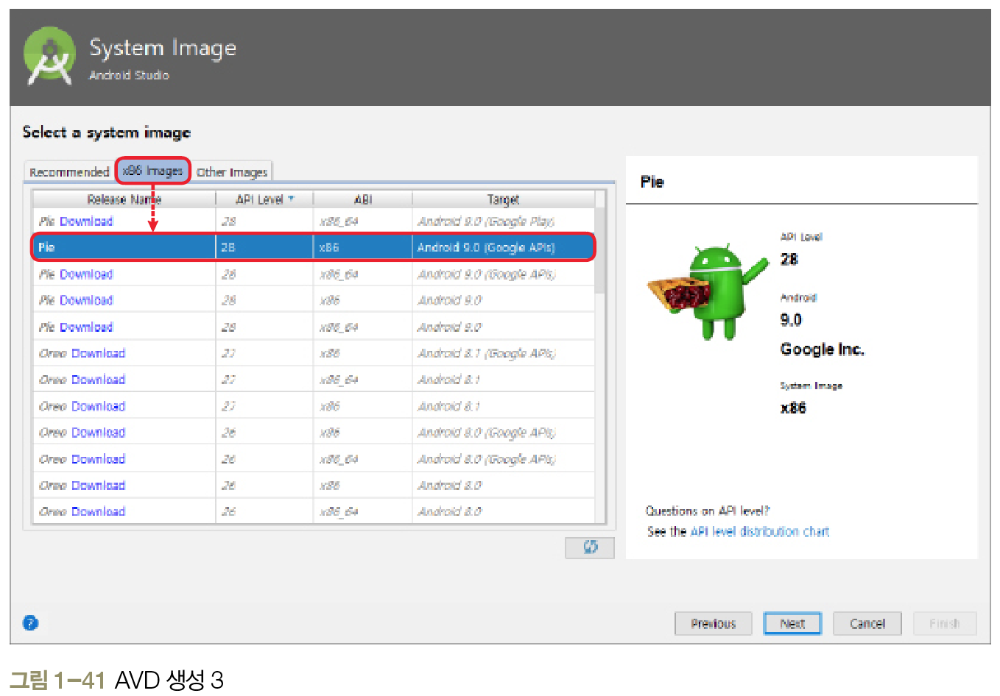 System Image
Android Studio
Select a system image
Recommended x86 Images Other Images
Release Name API Level ABI Target
Pie Download 28 x86_64 Android 9.0 (Google Play)
Pie 28 x86 Android 9.0 (Google APIs)
Pie Download 28 x86_64 Android 9.0 (Google APIs)
Pie Download 28 x86 Android 9.0
Pie Download 28 x86_64 Android 9.0
Oreo Download 27 x86 Android 8.1 (Google APIs)
Oreo Download 27 x86_64 Android 8.1
Oreo Download 27 x86 Android 8.1
Oreo Download 26 x86 Android 8.0 (Google APIs)
Oreo Download 26 x86_64 Android 8.0 (Google APIs)
Oreo Download 26 x86 Android 8.0
Oreo Download 26 x86_64 Android 8.0
Pie
API Level
28
Android
9.0
Google Inc.
System Image
x86
Questions on API level?
See the API level distribution chart
?
Previous Next Cancel Finish
그림 1-41 AVD 생성 3